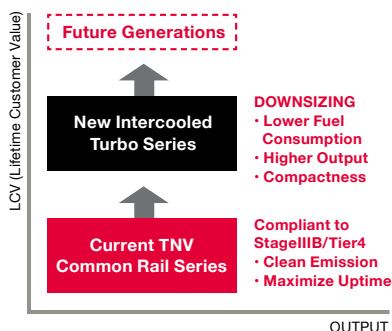 LCV (Lifetime Customer Value)
Future Generations
New Intercooled
Turbo Series
DOWNSIZING
• Lower Fuel
Consumption
• Higher Output
• Compactness
Current TNV
Common Rail Series
Compliant to
StageIIIB/Tier4
• Clean Emission
• Maximize Uptime
OUTPUT